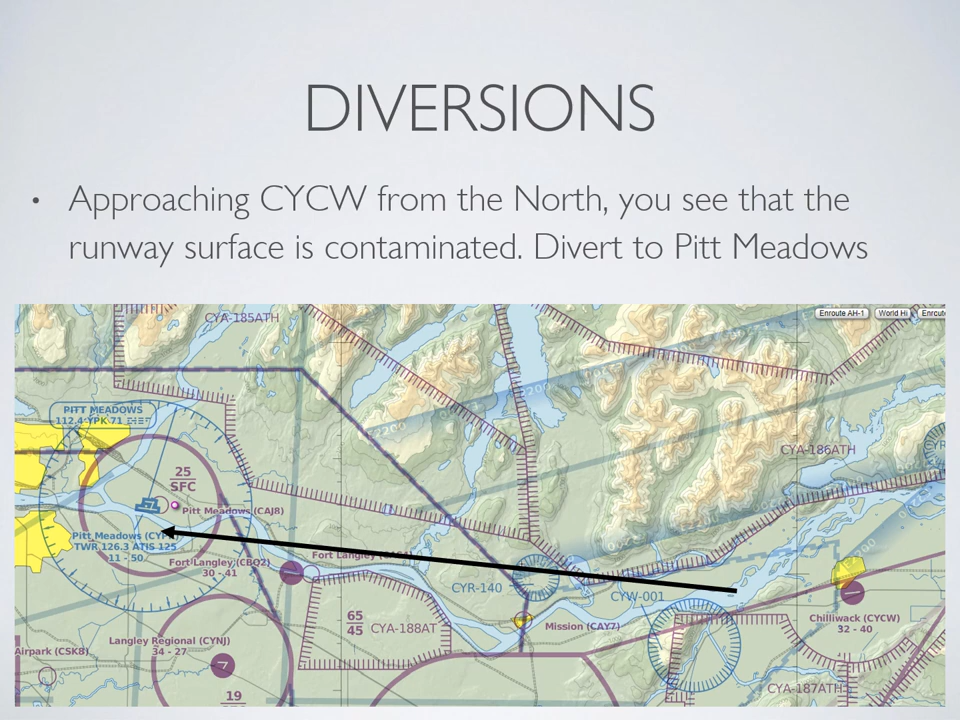 DIVERSIONS
• Approaching CYCW from the North, you see that the
runway surface is contaminated. Divert to Pitt Meadows
Enroute AH-1 World Hi Enrout
CYA-185ATH
PITT MEADOWS
112.4 YPK 71
CYA-186ATH
25
SFC
Pitt Meadows (CAJ8)
Pitt Meadows (CYP
TWR 126.3 ATIS 125
11 - 50
Fort Langley
Fort Langley (CBQ2)
30 - 41
CYR-140
CYW-001
65
45
CYA-188AT
Mission (CAY7)
Chilliwack (CYCW)
32 - 40
Langley Regional (CYNJ)
34 - 27
Airpark (CSK8)
19
CYA-187ATH